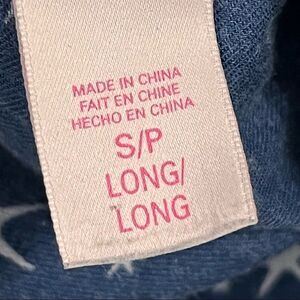 MADE IN CHINA
FAIT EN CHINE
HECHO EN CHINA
S/P
LONG/
LONG